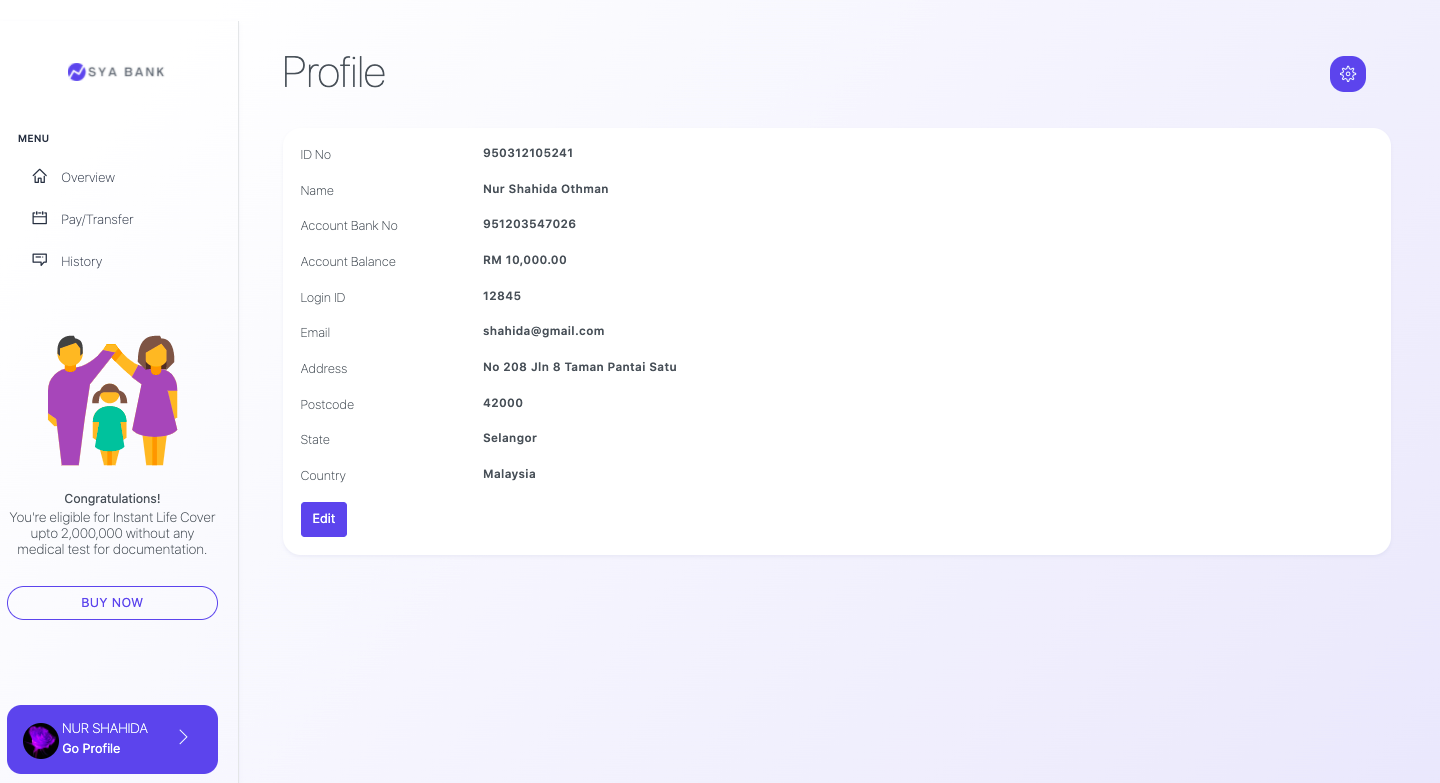 SYA BANK
MENU
Overview
Pay/Transfer
History
Congratulations!
You're eligible for Instant Life Cover
upto 2,000,000 without any
medical test for documentation.
BUY NOW
NUR SHAHIDA
Go Profile
Profile
ID No 950312105241
Name Nur Shahida Othman
Account Bank No 951203547026
Account Balance RM 10,000.00
Login ID 12845
Email shahida@gmail.com
Address No 208 Jln 8 Taman Pantai Satu
Postcode 42000
State Selangor
Country Malaysia
Edit